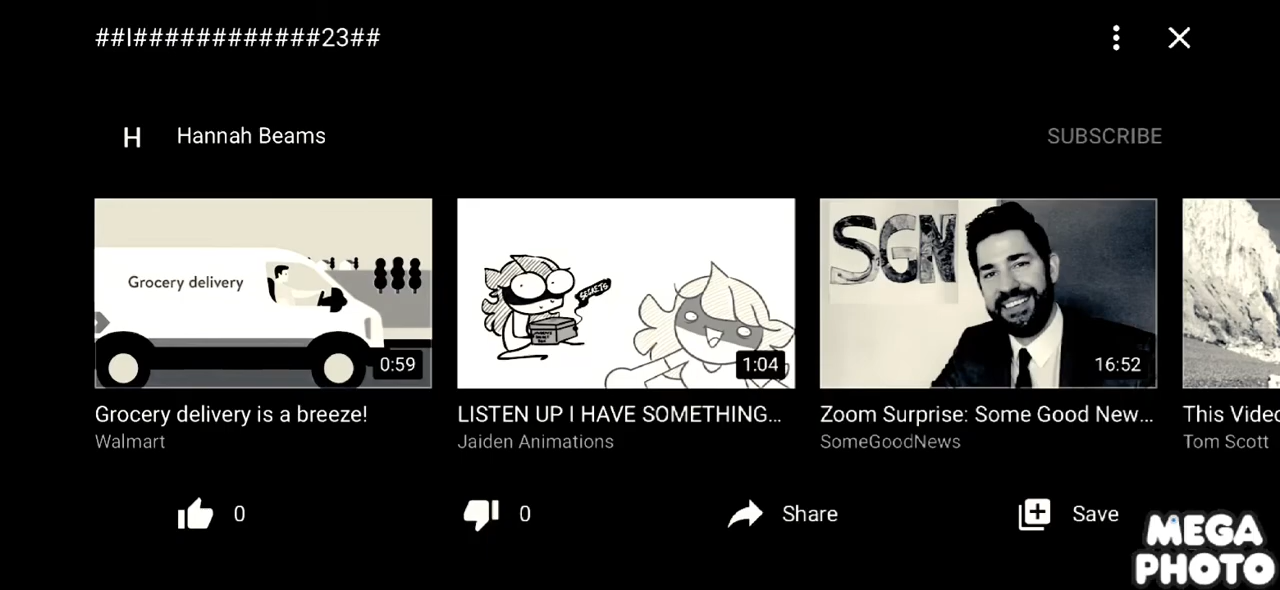 ##I############23##
H
Hannah Beams
SUBSCRIBE
Grocery delivery
0:59
SECRETS
1:04
SGN
16:52
Grocery delivery is a breeze!
Walmart
LISTEN UP I HAVE SOMETHING...
Jaiden Animations
Zoom Surprise: Some Good New...
SomeGoodNews
This Video
Tom Scott
0
0
Share
Save
MEGA
PHOTO